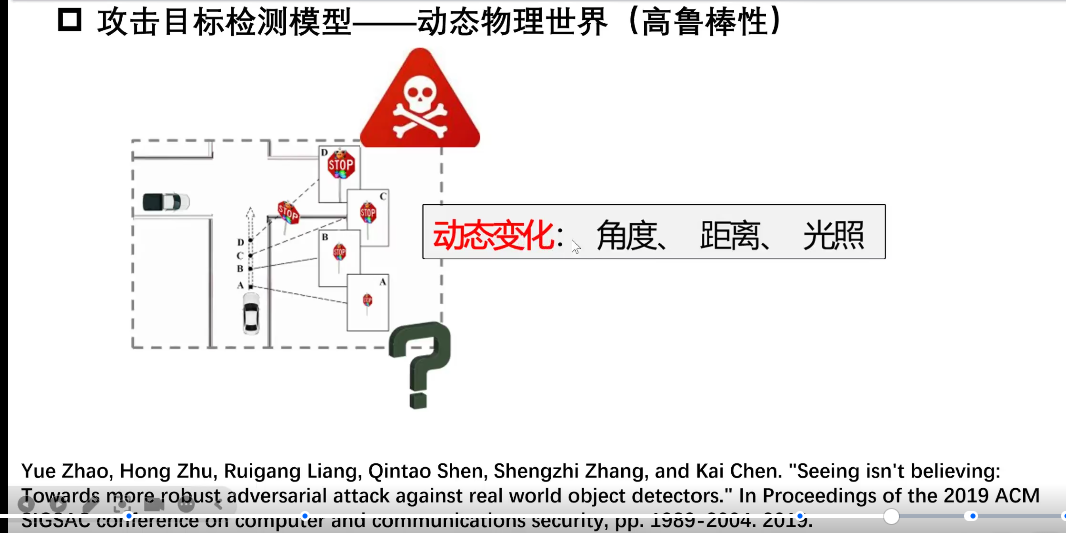 攻击目标检测模型——动态物理世界（高鲁棒性）
D
STOP
C
STOP
STOP
B
STOP
A
D
C
B
A
动态变化： 角度、 距离、 光照
Yue Zhao, Hong Zhu, Ruigang Liang, Qintao Shen, Shengzhi Zhang, and Kai Chen. "Seeing isn't believing:
Towards more robust adversarial attack against real world object detectors." In Proceedings of the 2019 ACM
SIGSAC conference on computer and communications security, pp. 1989-2004. 2019.